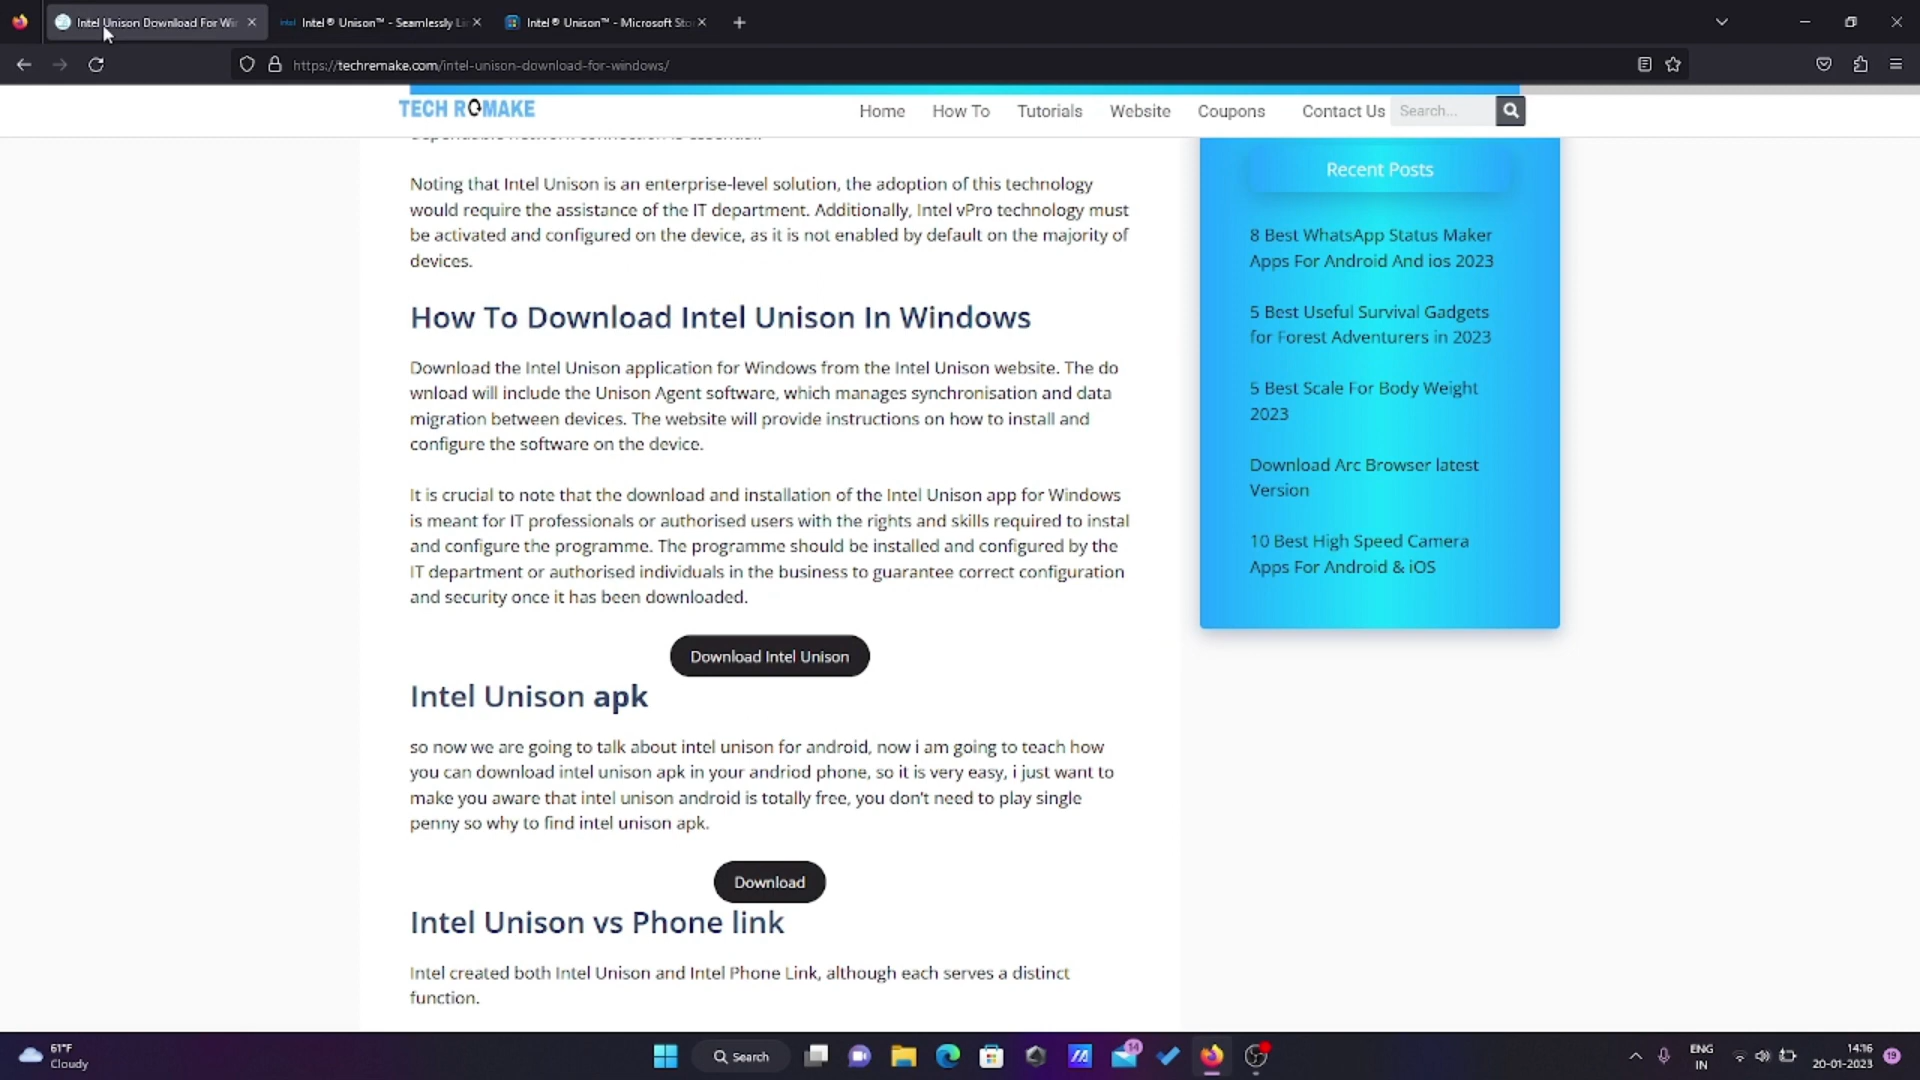 Intel Unison Download For Wi
Intel® Unison™ - Seamlessly Li
Intel® Unison™ - Microsoft Sto
https://techremake.com/intel-unison-download-for-windows/
TECH REMAKE
Home
How To
Tutorials
Website
Coupons
Contact Us
Search...
dependable network connection is essential.
Noting that Intel Unison is an enterprise-level solution, the adoption of this technology
would require the assistance of the IT department. Additionally, Intel vPro technology must
be activated and configured on the device, as it is not enabled by default on the majority of
devices.
How To Download Intel Unison In Windows
Download the Intel Unison application for Windows from the Intel Unison website. The do
wnload will include the Unison Agent software, which manages synchronisation and data
migration between devices. The website will provide instructions on how to install and
configure the software on the device.
It is crucial to note that the download and installation of the Intel Unison app for Windows
is meant for IT professionals or authorised users with the rights and skills required to instal
and configure the programme. The programme should be installed and configured by the
IT department or authorised individuals in the business to guarantee correct configuration
and security once it has been downloaded.
Download Intel Unison
Intel Unison apk
so now we are going to talk about intel unison for android, now i am going to teach how
you can download intel unison apk in your andriod phone, so it is very easy, i just want to
make you aware that intel unison android is totally free, you don't need to play single
penny so why to find intel unison apk.
Download
Intel Unison vs Phone link
Intel created both Intel Unison and Intel Phone Link, although each serves a distinct
function.
Recent Posts
8 Best WhatsApp Status Maker
Apps For Android And ios 2023
5 Best Useful Survival Gadgets
for Forest Adventurers in 2023
5 Best Scale For Body Weight
2023
Download Arc Browser latest
Version
10 Best High Speed Camera
Apps For Android & iOS
61°F
Cloudy
Search
14
ENG
IN
14:16
20-01-2023
19